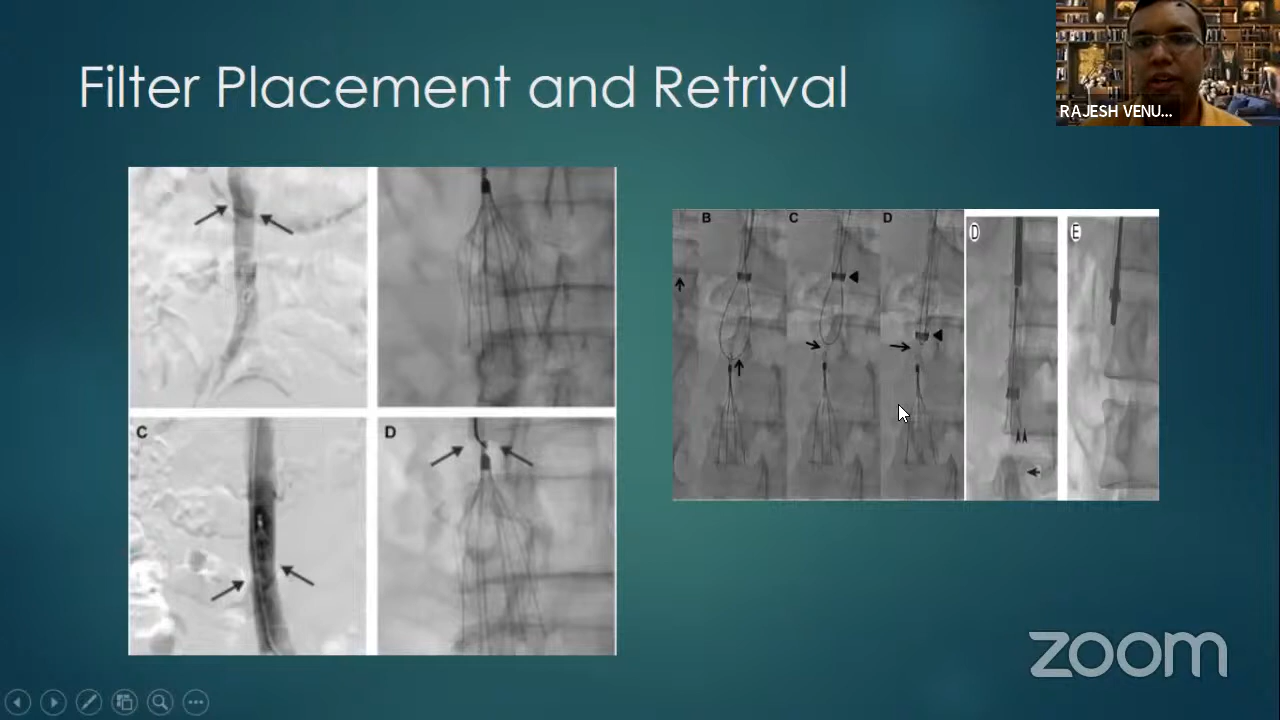 Filter Placement and Retrival
RAJESH VENU...
B C D D E
C D
zoom